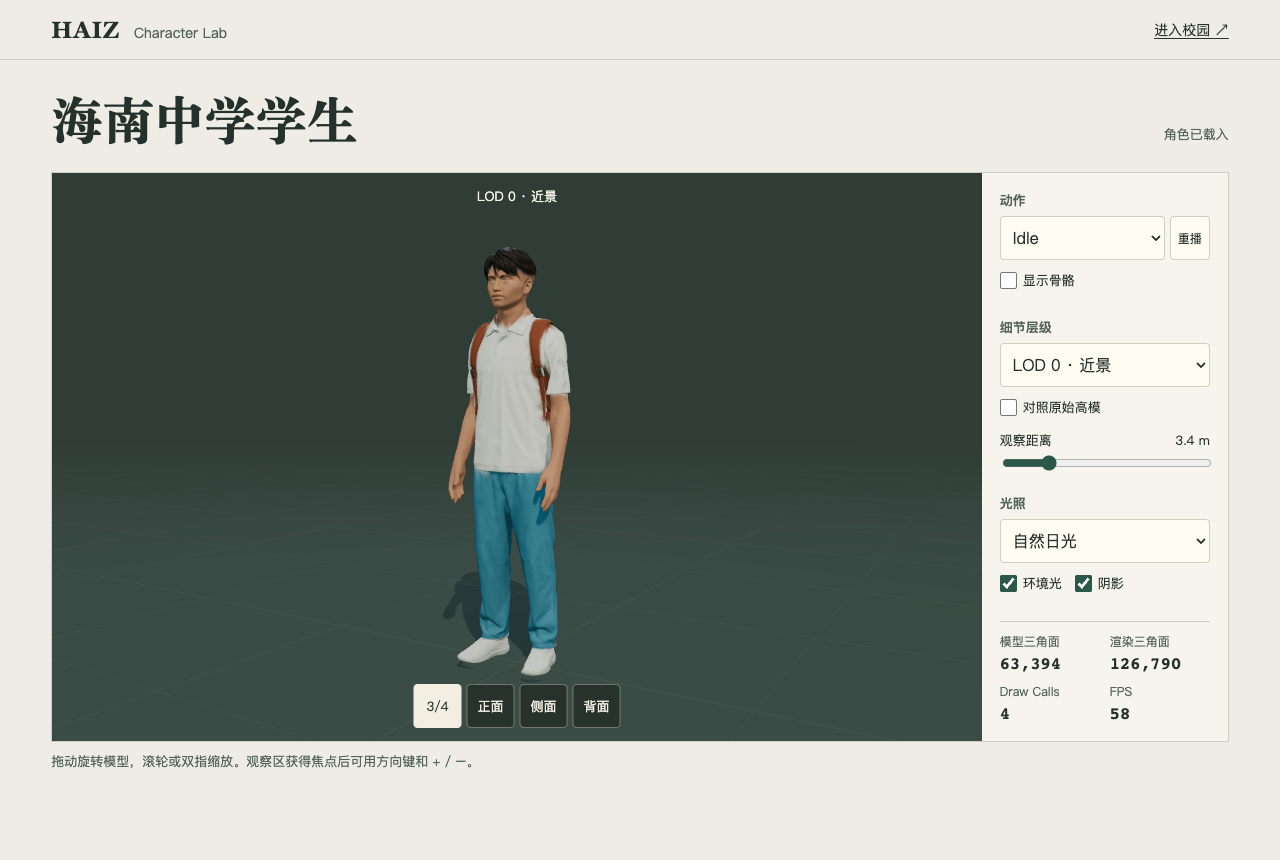 HAIZ Character Lab 进入校园 ↗
海南中学学生
角色已载入
LOD 0 · 近景
3/4 正面 侧面 背面
动作
Idle 重播
显示骨骼
细节层级
LOD 0 · 近景
对照原始高模
观察距离 3.4 m
光照
自然日光
环境光 阴影
模型三角面 渲染三角面
63,394 126,790
Draw Calls FPS
4 58
拖动旋转模型，滚轮或双指缩放。观察区获得焦点后可用方向键和 + / −。